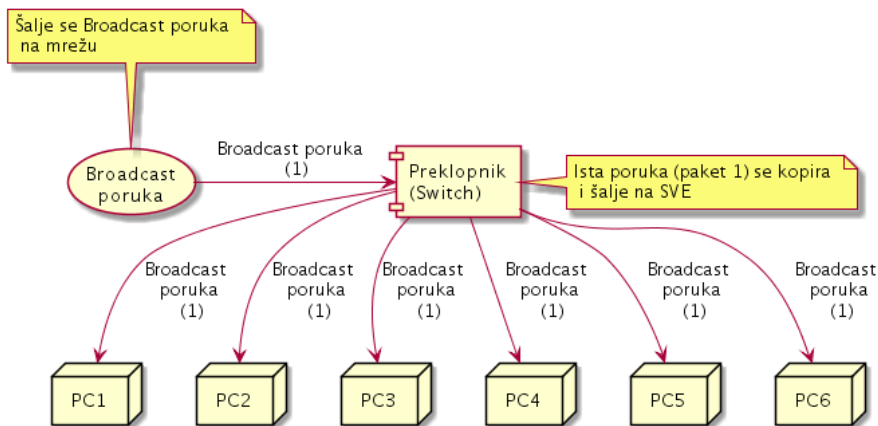 Šalje se Broadcast poruka
na mrežu
Broadcast poruka
(1)
Broadcast
poruka
Preklopnik
(Switch)
Ista poruka (paket 1) se kopira
i šalje na SVE
Broadcast
poruka
(1)
Broadcast
poruka
(1)
Broadcast
poruka
(1)
Broadcast
poruka
(1)
Broadcast
poruka
(1)
Broadcast
poruka
(1)
PC1
PC2
PC3
PC4
PC5
PC6